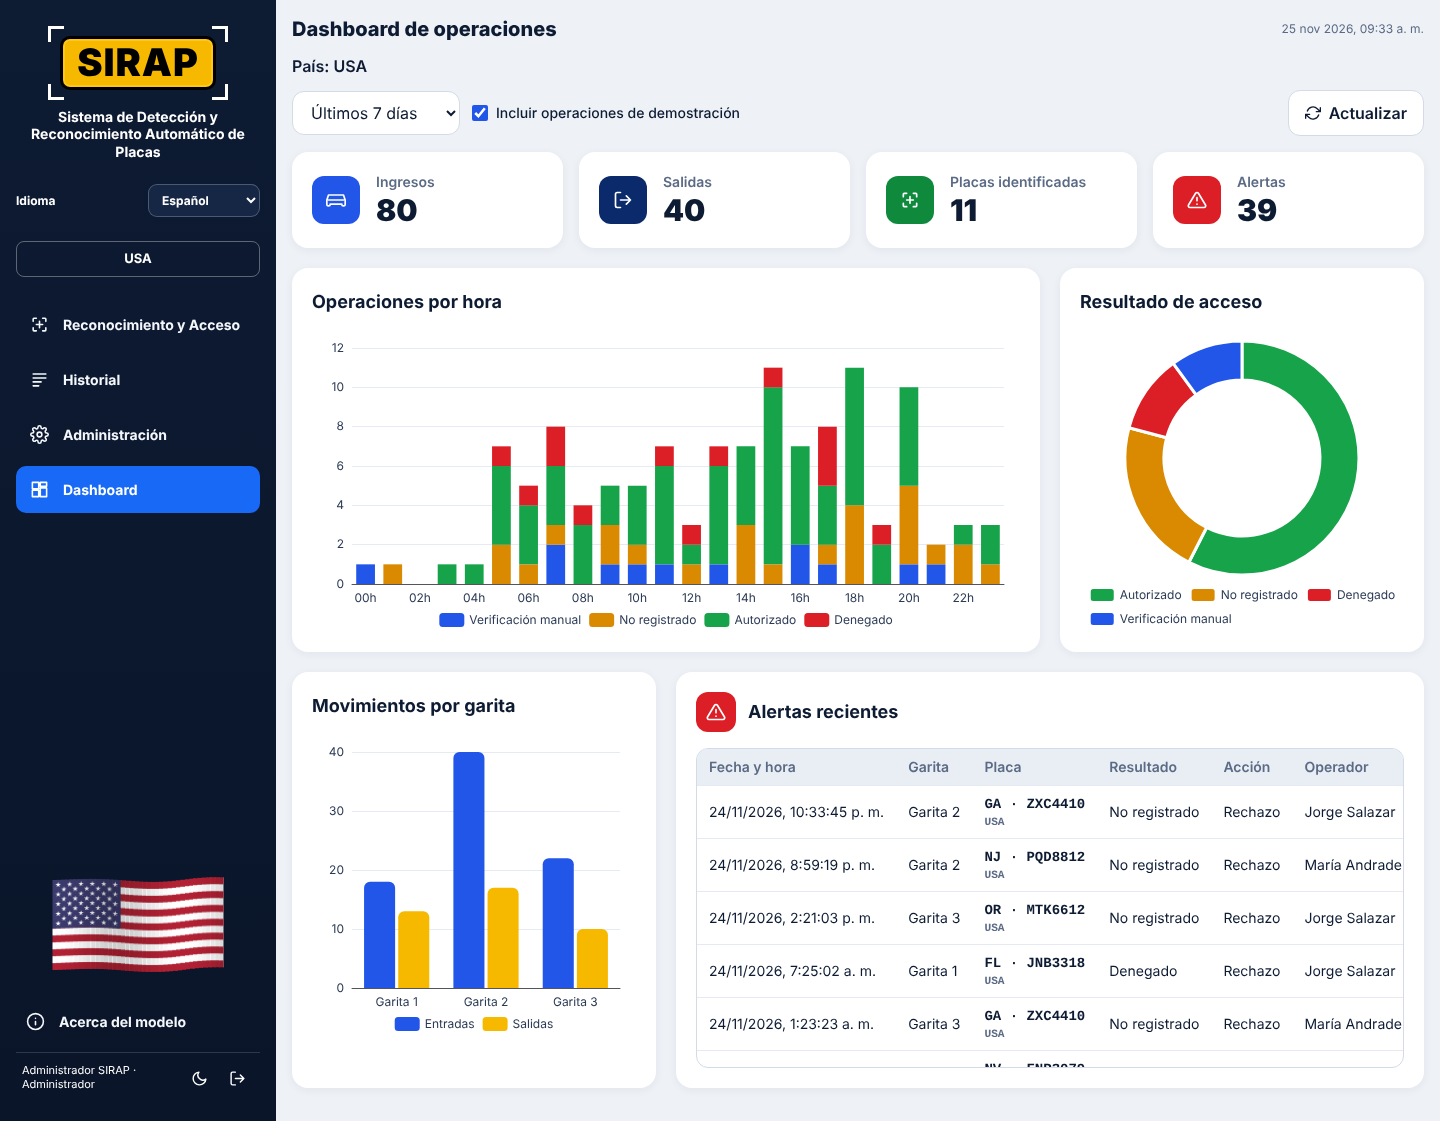 SIRAP
Sistema de Detección y
Reconocimiento Automático de
Placas
Idioma
Español
USA
Reconocimiento y Acceso
Historial
Administración
Dashboard
Acerca del modelo
Administrador SIRAP ·
Administrador
Dashboard de operaciones
25 nov 2026, 09:33 a. m.
País: USA
Últimos 7 días
Incluir operaciones de demostración
Actualizar
Ingresos
80
Salidas
40
Placas identificadas
11
Alertas
39
Operaciones por hora
12
10
8
6
4
2
0
00h 02h 04h 06h 08h 10h 12h 14h 16h 18h 20h 22h
Verificación manual No registrado Autorizado Denegado
Resultado de acceso
Autorizado No registrado Denegado
Verificación manual
Movimientos por garita
40
30
20
10
0
Garita 1 Garita 2 Garita 3
Entradas Salidas
Alertas recientes
Fecha y hora Garita Placa Resultado Acción Operador
24/11/2026, 10:33:45 p. m. Garita 2 GA · ZXC4410 No registrado Rechazo Jorge Salazar
USA
24/11/2026, 8:59:19 p. m. Garita 2 NJ · PQD8812 No registrado Rechazo María Andrade
USA
24/11/2026, 2:21:03 p. m. Garita 3 OR · MTK6612 No registrado Rechazo Jorge Salazar
USA
24/11/2026, 7:25:02 a. m. Garita 1 FL · JNB3318 Denegado Rechazo Jorge Salazar
USA
24/11/2026, 1:23:23 a. m. Garita 3 GA · ZXC4410 No registrado Rechazo María Andrade
USA